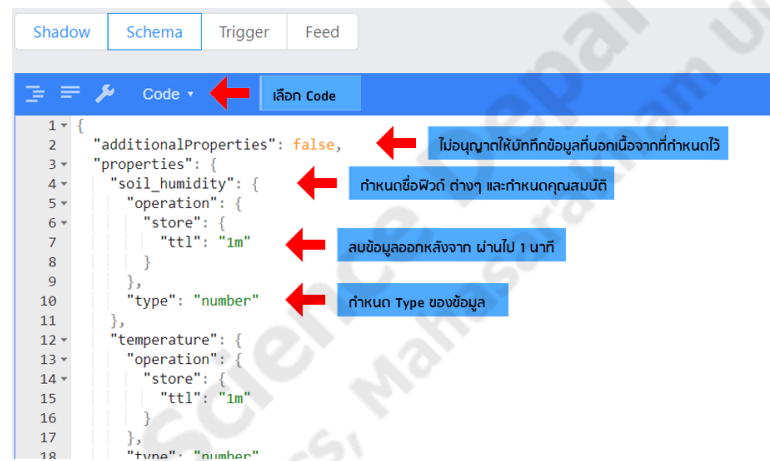 Shadow Schema Trigger Feed
Code เลือก Code
1 {
2 "additionalProperties": false, ไม่อนุญาตให้บันทึกข้อมูลที่นอกเนื้อจากที่กำหนดไว้
3 "properties": {
4 "soil_humidity": { กำหนดชื่อฟิวด์ ต่างๆ และกำหนดคุณสมบัติ
5 "operation": {
6 "store": {
7 "ttl": "1m" ลบข้อมูลออกหลังจาก ผ่านไป 1 นาที
8 }
9 },
10 "type": "number" กำหนด Type ของข้อมูล
11 },
12 "temperature": {
13 "operation": {
14 "store": {
15 "ttl": "1m"
16 }
17 },
18 "type": "number"
Science Depar
s, Mahasarakham Un